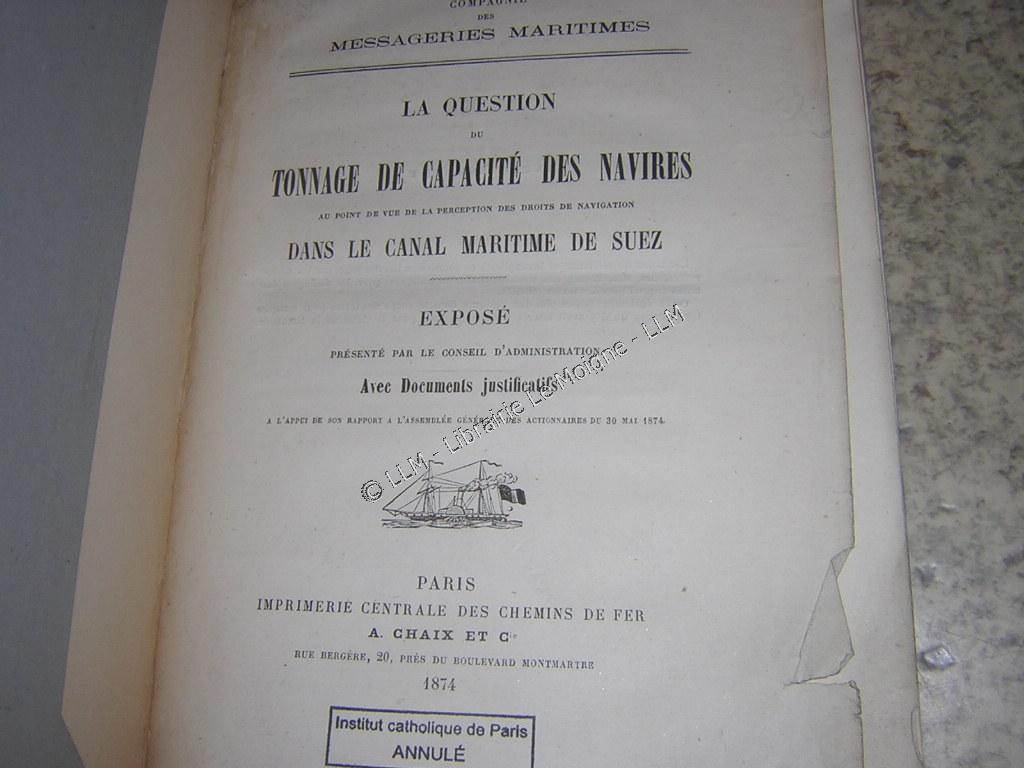 COMPAGNIE
DES
MESSAGERIES MARITIMES
LA QUESTION
DU
TONNAGE DE CAPACITÉ DES NAVIRES
AU POINT DE VUE DE LA PERCEPTION DES DROITS DE NAVIGATION
DANS LE CANAL MARITIME DE SUEZ
EXPOSÉ
PRÉSENTÉ PAR LE CONSEIL D'ADMINISTRATION
Avec Documents justificatifs
A L'APPUI DE SON RAPPORT A L'ASSEMBLÉE GÉNÉRALE DES ACTIONNAIRES DU 30 MAI 1874.
© LLM - Librairie Le Moigne - LLM
PARIS
IMPRIMERIE CENTRALE DES CHEMINS DE FER
A. CHAIX ET Cie
RUE BERGÈRE, 20, PRÈS DU BOULEVARD MONTMARTRE
1874
Institut catholique de Paris
ANNULÉ